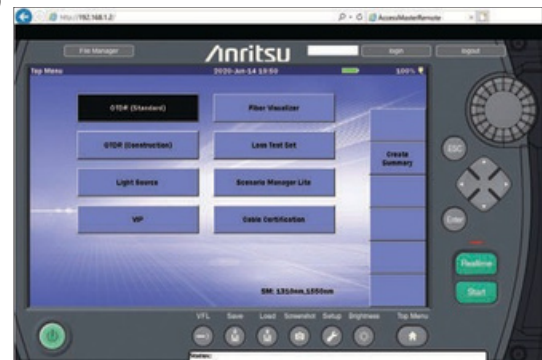 http://192.168.1.2/
AccessMasterRemote
File Manager
Anritsu
login
logout
Top Menu
2020-Jun-14 15:50
100%
OTDR (Standard)
Fiber Visualizer
OTDR (Construction)
Loss Test Set
Create
Summary
Light Source
Scenario Manager Lite
VIP
Cable Certification
SM: 1310nm,1550nm
ESC
Enter
Realtime
Start
VFL Save Load Screenshot Setup Brightness Top Menu
Notes: